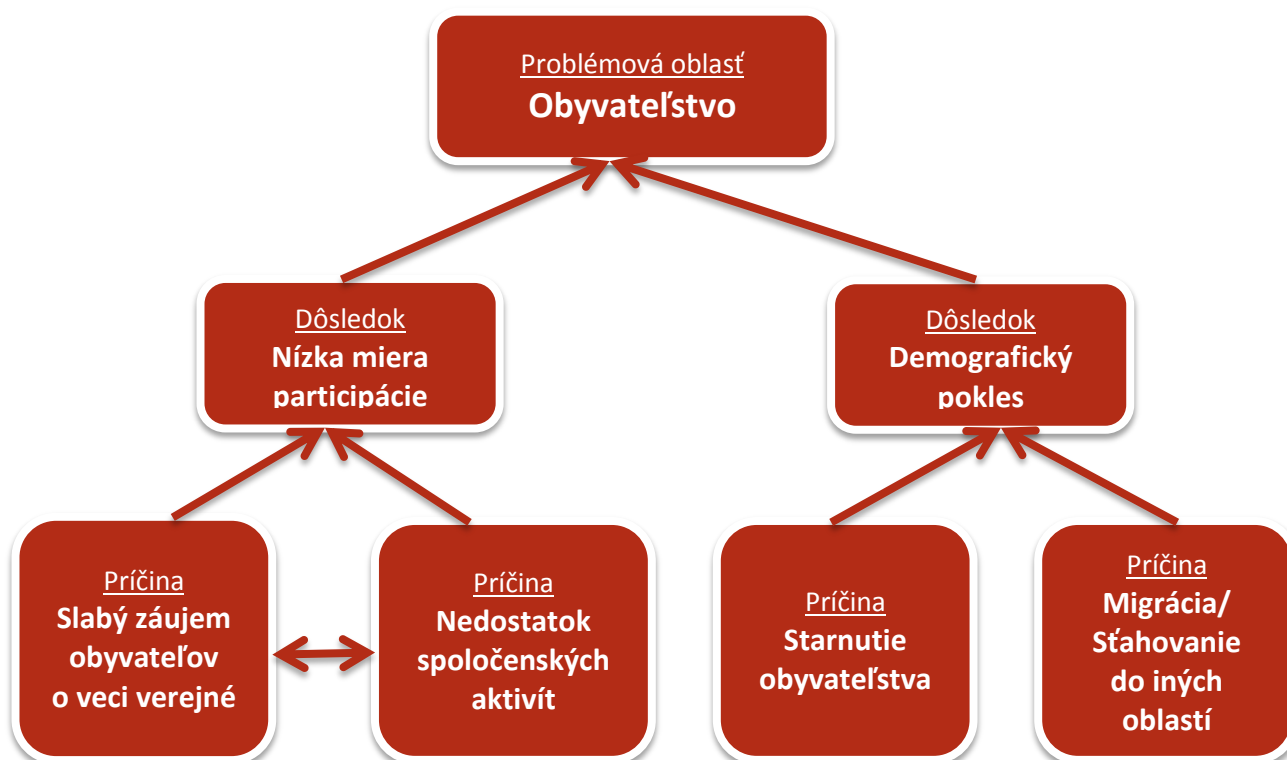 Problémová oblasť
Obyvateľstvo
Dôsledok
Nízka miera
participácie
Dôsledok
Demografický
pokles
Príčina
Slabý záujem
obyvateľov
o veci verejné
Príčina
Nedostatok
spoločenských
aktivít
Príčina
Starnutie
obyvateľstva
Príčina
Migrácia/
Sťahovanie
do iných
oblastí